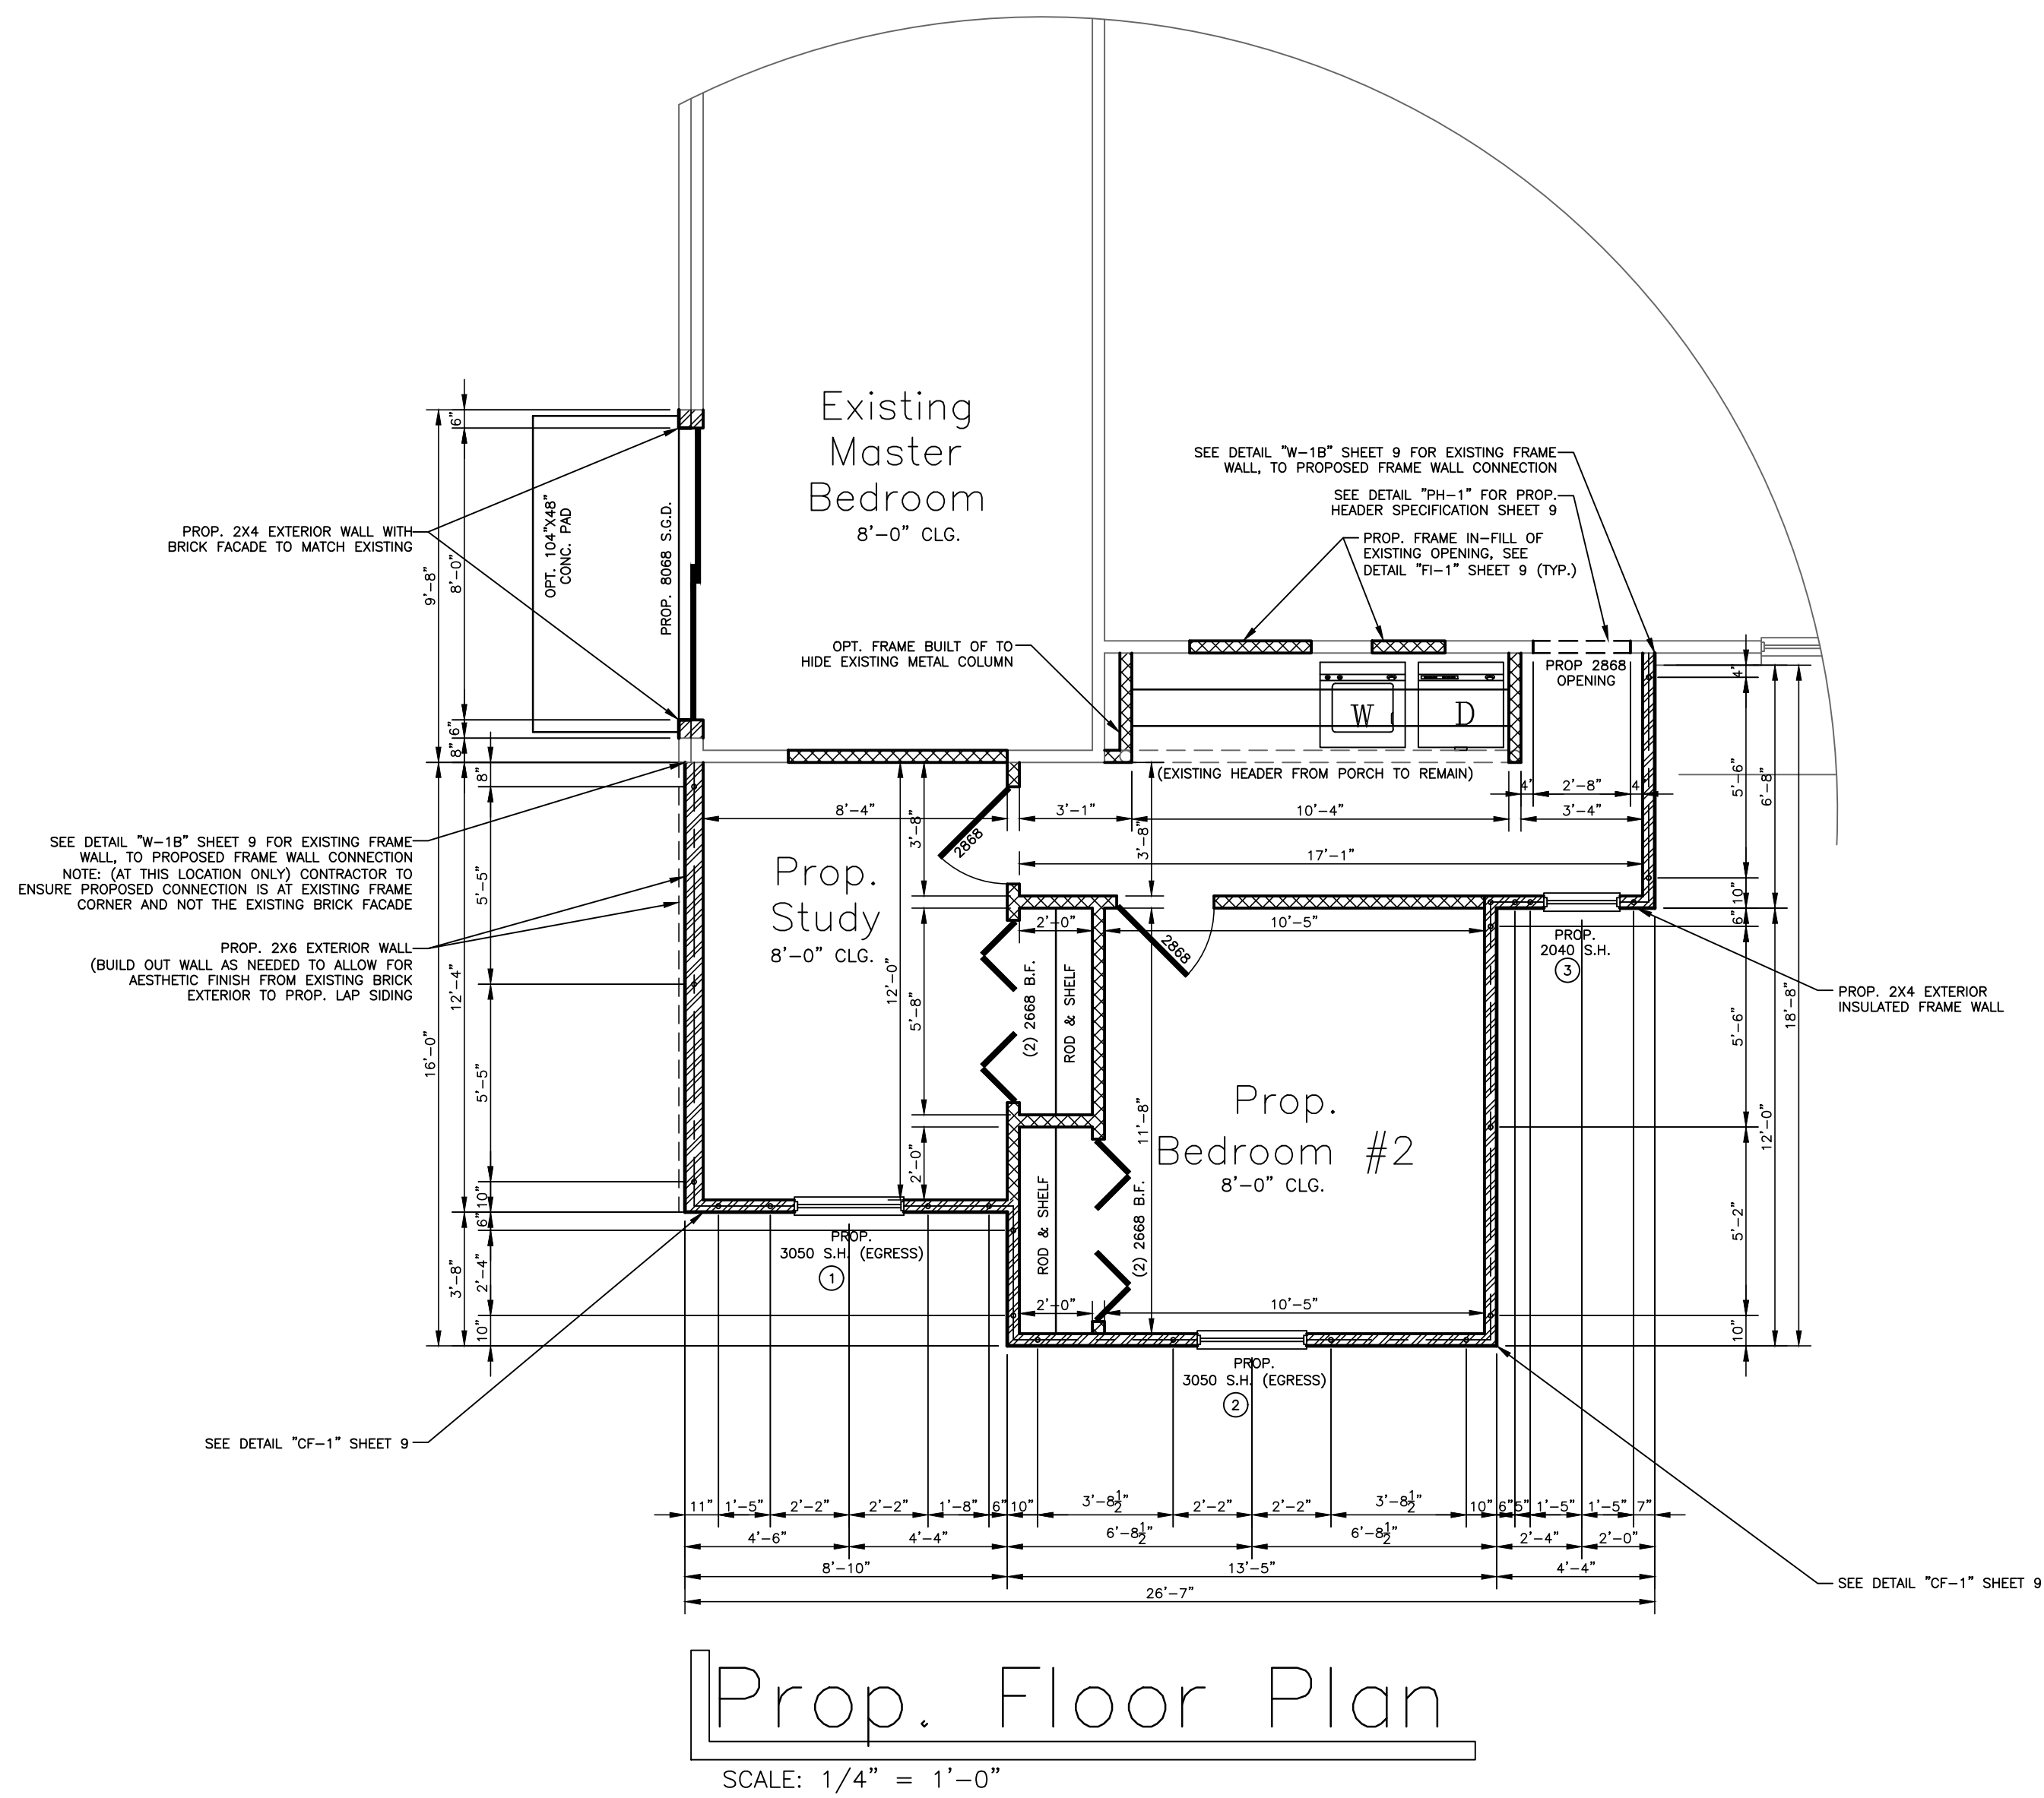 Existing
Master
Bedroom
8'-0" CLG.
SEE DETAIL "W-1B" SHEET 9 FOR EXISTING FRAME
WALL, TO PROPOSED FRAME WALL CONNECTION
SEE DETAIL "PH-1" FOR PROP.
HEADER SPECIFICATION SHEET 9
PROP. FRAME IN-FILL OF
EXISTING OPENING, SEE
DETAIL "FI-1" SHEET 9 (TYP.)
PROP. 2X4 EXTERIOR WALL WITH
BRICK FACADE TO MATCH EXISTING
OPT. 104"X48"
CONC. PAD
PROP. 8068 S.G.D.
6"
8'-0"
9'-8"
6"
8"
OPT. FRAME BUILT OF TO
HIDE EXISTING METAL COLUMN
W
D
PROP 2868
OPENING
(EXISTING HEADER FROM PORCH TO REMAIN)
4"
2'-8"
4"
8'-4"
3'-1"
10'-4"
3'-4"
17'-1"
3'-8"
3'-8"
2868
4"
5'-6"
6'-8"
10"
6"
8"
5'-5"
12'-4"
16'-0"
5'-5"
10"
6"
2'-4"
3'-8"
10"
SEE DETAIL "W-1B" SHEET 9 FOR EXISTING FRAME
WALL, TO PROPOSED FRAME WALL CONNECTION
NOTE: (AT THIS LOCATION ONLY) CONTRACTOR TO
ENSURE PROPOSED CONNECTION IS AT EXISTING FRAME
CORNER AND NOT THE EXISTING BRICK FACADE
PROP. 2X6 EXTERIOR WALL
(BUILD OUT WALL AS NEEDED TO ALLOW FOR
AESTHETIC FINISH FROM EXISTING BRICK
EXTERIOR TO PROP. LAP SIDING
Prop.
Study
8'-0" CLG.
12'-0"
5'-8"
2'-0"
2'-0"
10'-5"
2868
(2) 2668 B.F.
ROD & SHELF
11'-8"
Prop.
Bedroom #2
8'-0" CLG.
ROD & SHELF
(2) 2668 B.F.
2'-0"
10'-5"
PROP.
2040 S.H.
3
PROP. 2X4 EXTERIOR
INSULATED FRAME WALL
5'-6"
18'-8"
12'-0"
5'-2"
10"
PROP.
3050 S.H. (EGRESS)
1
PROP.
3050 S.H. (EGRESS)
2
SEE DETAIL "CF-1" SHEET 9
11"
1'-5"
2'-2"
2'-2"
1'-8"
6"
10"
3'-8 1/2"
2'-2"
2'-2"
3'-8 1/2"
10"
6"
5"
1'-5"
1'-5"
7"
4'-6"
4'-4"
6'-8 1/2"
6'-8 1/2"
2'-4"
2'-0"
8'-10"
13'-5"
4'-4"
26'-7"
SEE DETAIL "CF-1" SHEET 9
Prop. Floor Plan
SCALE: 1/4" = 1'-0"